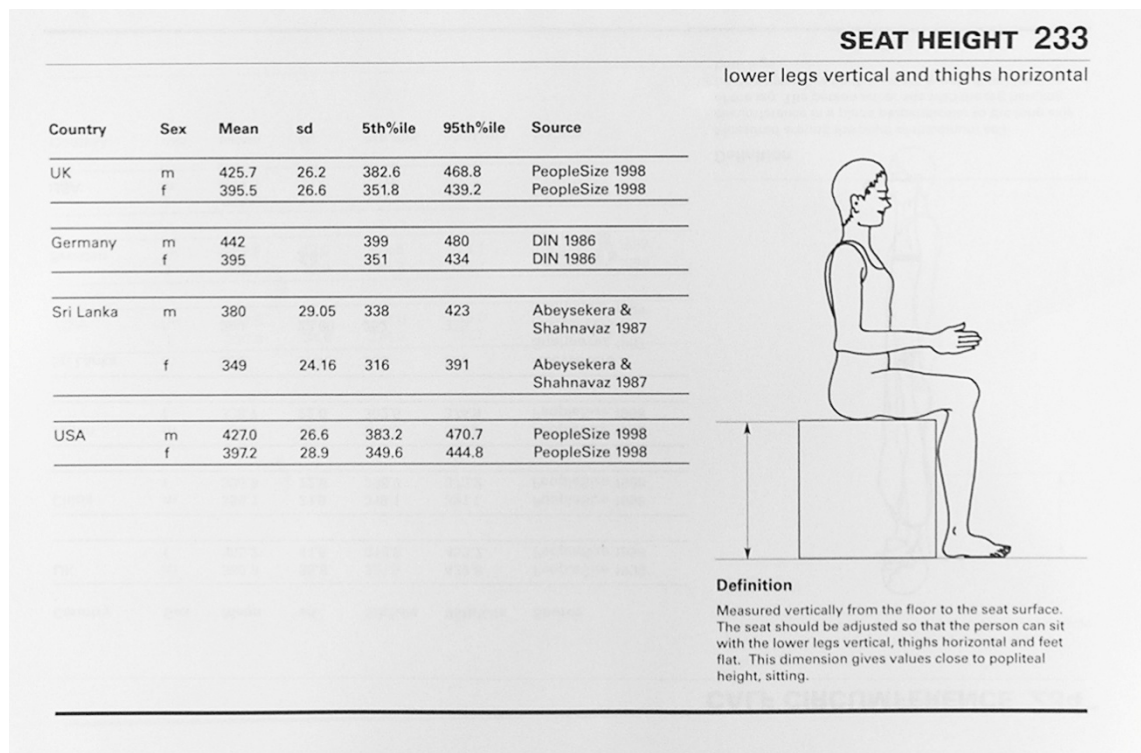 SEAT HEIGHT 233
lower legs vertical and thighs horizontal
Country Sex Mean sd 5th%ile 95th%ile Source
UK m 425.7 26.2 382.6 468.8 PeopleSize 1998
f 395.5 26.6 351.8 439.2 PeopleSize 1998
Germany m 442 399 480 DIN 1986
f 395 351 434 DIN 1986
Sri Lanka m 380 29.05 338 423 Abeysekera &
Shahnavaz 1987
f 349 24.16 316 391 Abeysekera &
Shahnavaz 1987
USA m 427.0 26.6 383.2 470.7 PeopleSize 1998
f 397.2 28.9 349.6 444.8 PeopleSize 1998
Definition
Measured vertically from the floor to the seat surface.
The seat should be adjusted so that the person can sit
with the lower legs vertical, thighs horizontal and feet
flat. This dimension gives values close to popliteal
height, sitting.